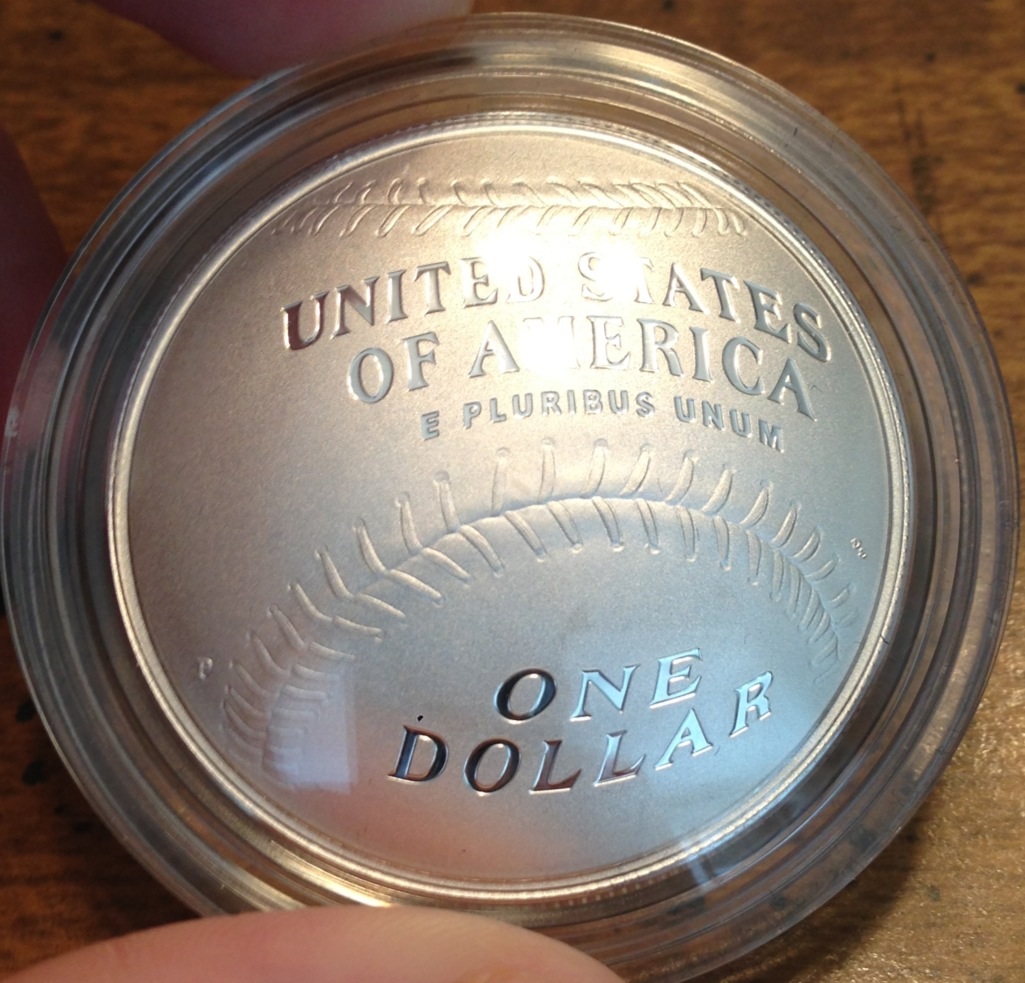 UNITED STATES
OF AMERICA
E PLURIBUS UNUM
P
ONE
DOLLAR